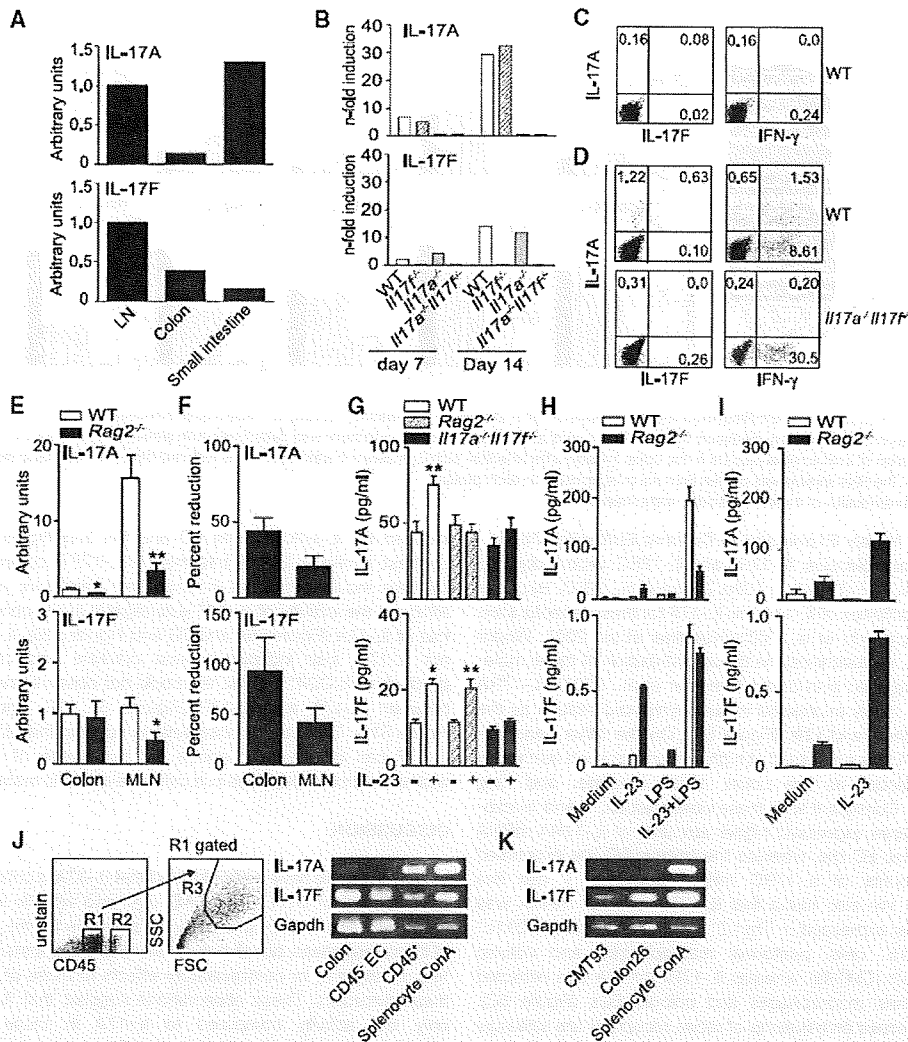 A
IL-17A
Arbitrary units
1.5
1.0
0.5
0
IL-17F
Arbitrary units
1.5
1.0
0.5
0
LN
Colon
Small intestine
B
IL-17A
n-fold induction
40
30
20
10
0
IL-17F
n-fold induction
40
30
20
10
0
WT
Il17f-/-
Il17a-/-
Il17a-/-Il17f-/-
WT
Il17f-/-
Il17a-/-
Il17a-/-Il17f-/-
day 7
Day 14
C
IL-17A
0.16
0.08
0.02
0.16
0.0
0.24
WT
IL-17F
IFN-γ
D
IL-17A
1.22
0.63
0.10
0.65
1.53
8.61
WT
0.31
0.0
0.26
0.24
0.20
30.5
Il17a-/-Il17f-/-
IL-17F
IFN-γ
E
WT
Rag2-/-
IL-17A
Arbitrary units
20
10
0
*
**
IL-17F
Arbitrary units
3
2
1
0
*
Colon
MLN
F
IL-17A
Percent reduction
100
50
0
IL-17F
Percent reduction
150
100
50
0
Colon
MLN
G
WT
Rag2-/-
Il17a-/-Il17f-/-
IL-17A (pg/ml)
100
50
0
**
IL-17F (pg/ml)
40
20
0
*
**
- + - + - +
IL-23
H
WT
Rag2-/-
IL-17A (pg/ml)
300
200
100
0
IL-17F (ng/ml)
1.0
0.5
0
Medium
IL-23
LPS
IL-23+LPS
I
WT
Rag2-/-
IL-17A (pg/ml)
300
200
100
0
IL-17F (ng/ml)
1.0
0.5
0
Medium
IL-23
J
unstain
R1
R2
CD45
R1 gated
R3
SSC
FSC
IL-17A
IL-17F
Gapdh
Colon
CD45- EC
CD45+
Splenocyte ConA
K
IL-17A
IL-17F
Gapdh
CMT93
Colon26
Splenocyte ConA